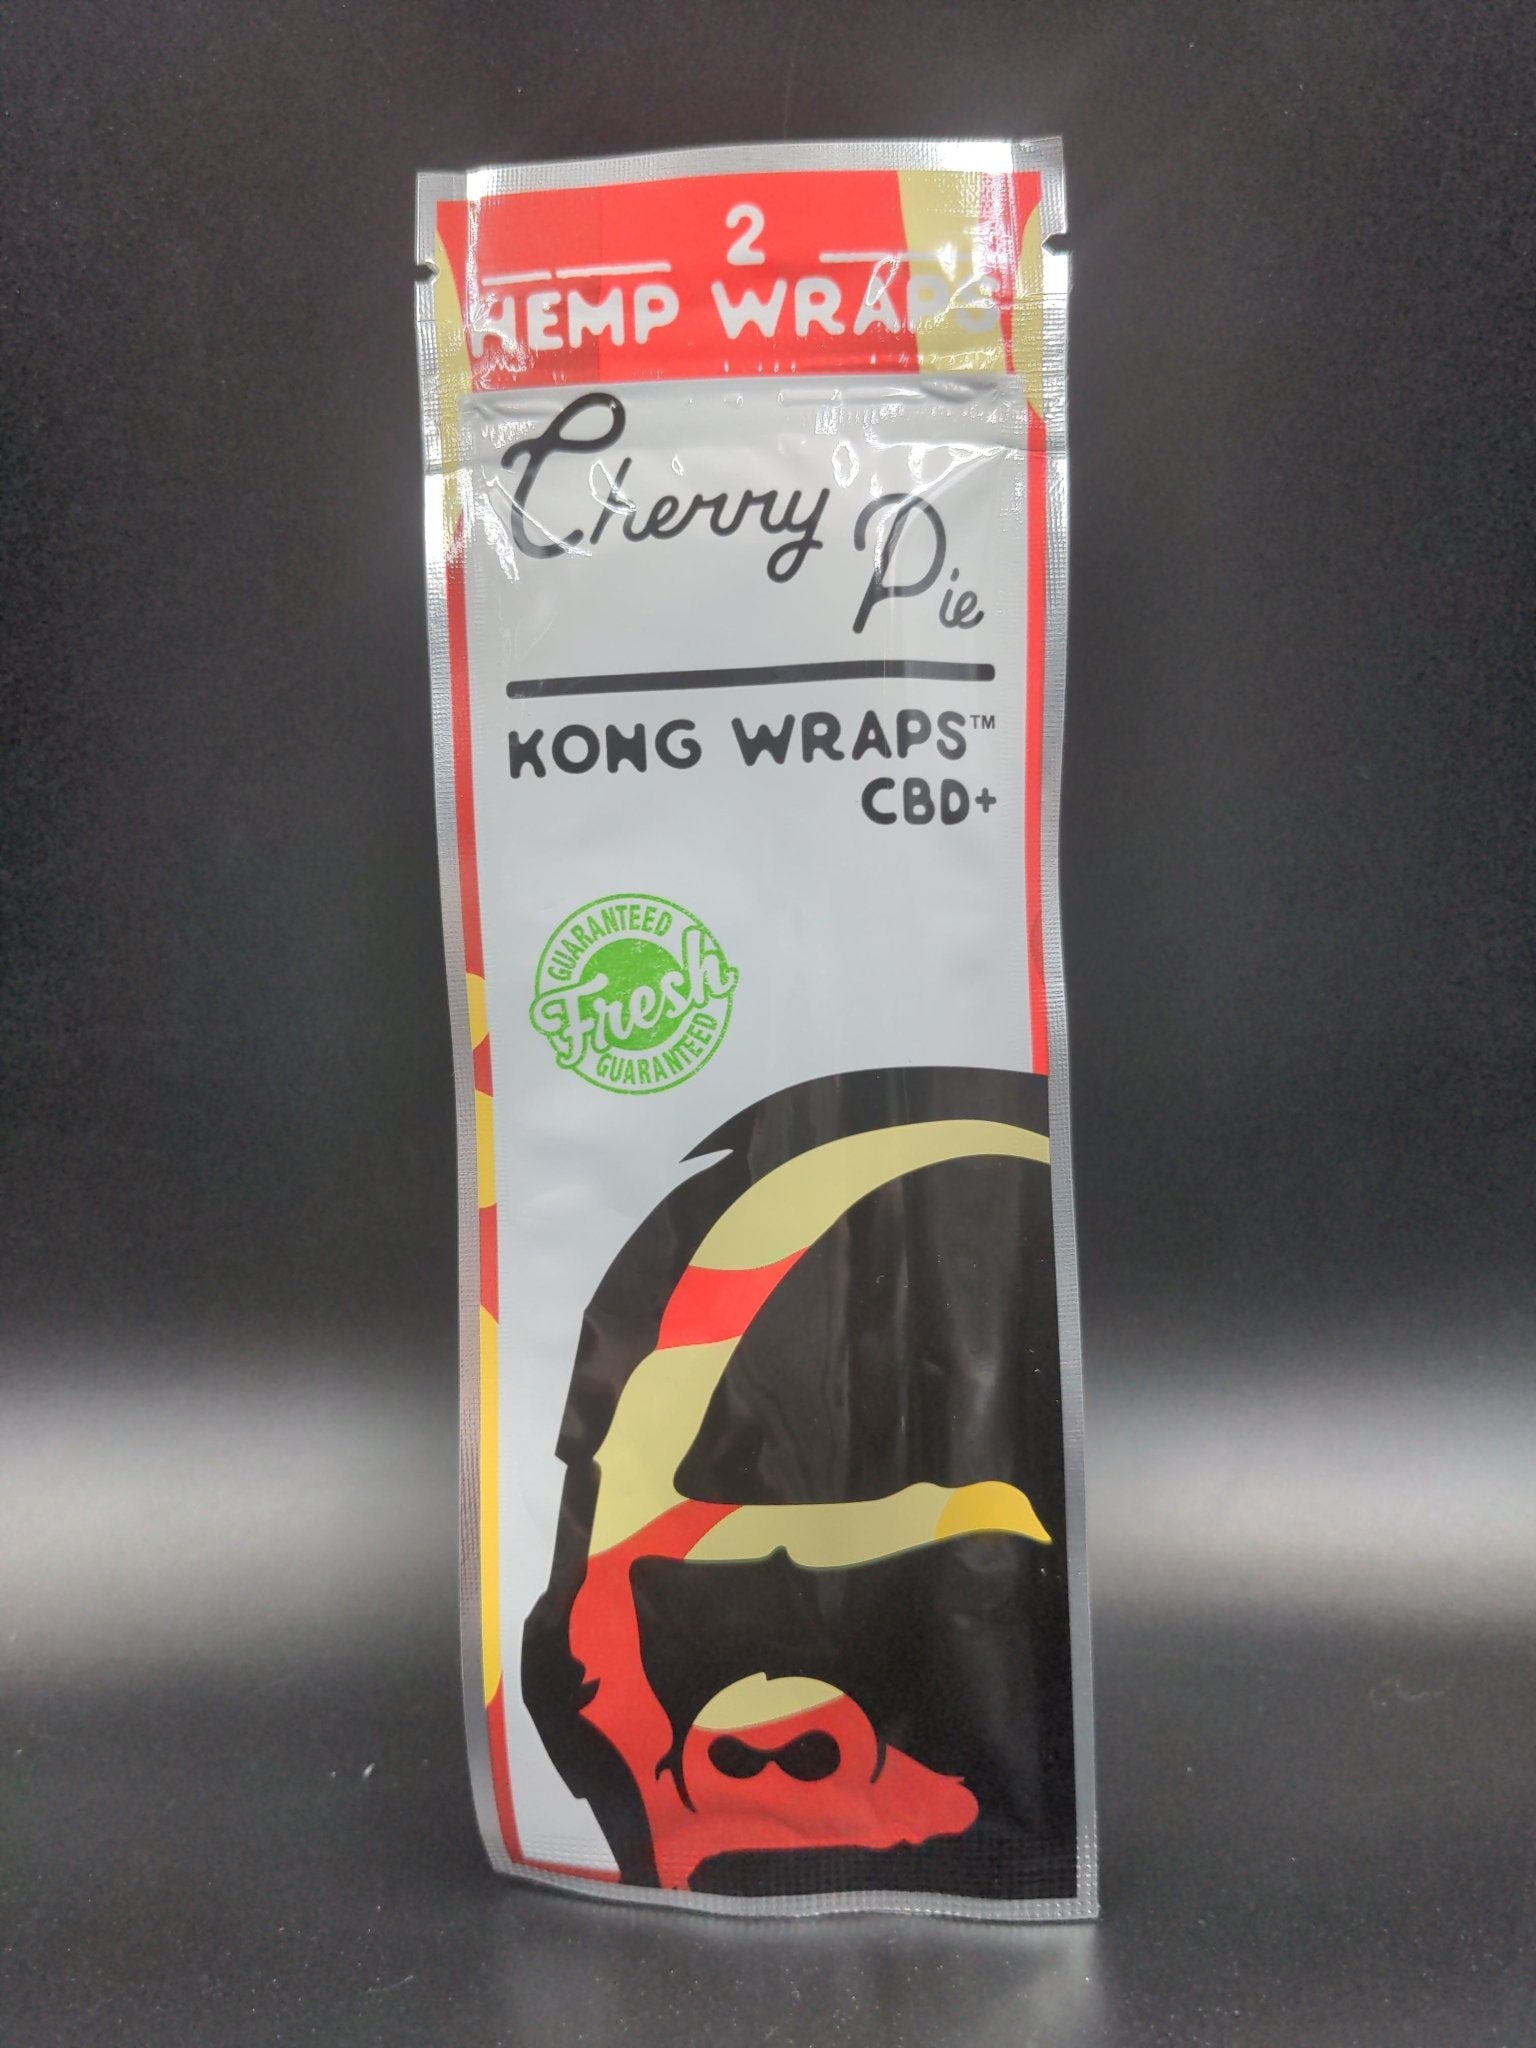 2
HEMP WRAPS
Cherry
Pie
KONG WRAPS™
CBD+
GUARANTEED
Fresh
GUARANTEED